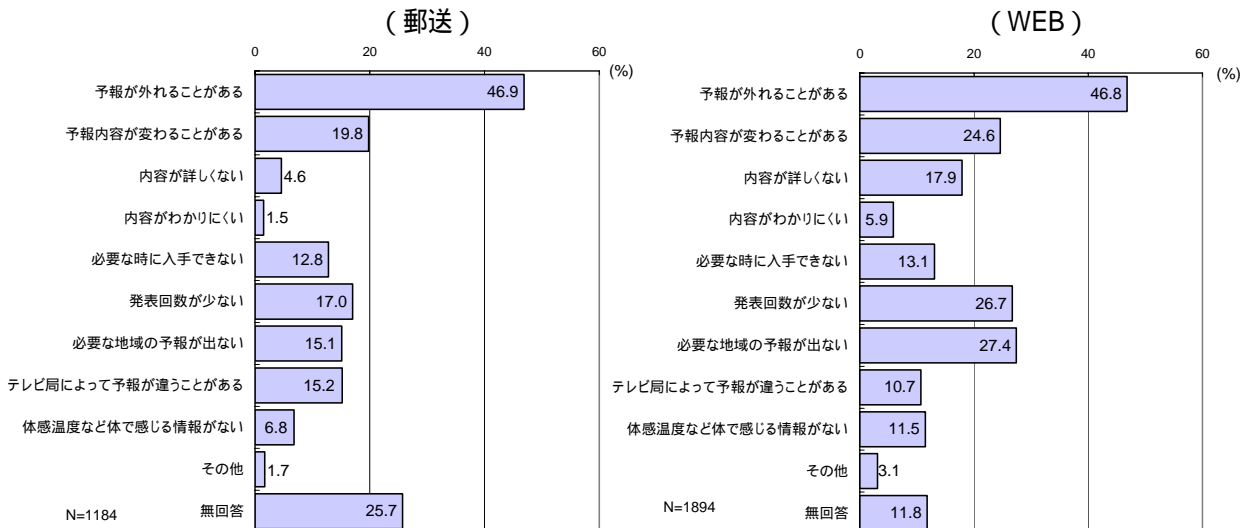 (郵送)
0 20 40 60
(%)
予報が外れることがある 46.9
予報内容が変わることがある 19.8
内容が詳しくない 4.6
内容がわかりにくい 1.5
必要な時に入手できない 12.8
発表回数が少ない 17.0
必要な地域の予報が出ない 15.1
テレビ局によって予報が違うことがある 15.2
体感温度など体で感じる情報がない 6.8
その他 1.7
無回答 25.7
N=1184
(WEB)
0 20 40 60
(%)
予報が外れることがある 46.8
予報内容が変わることがある 24.6
内容が詳しくない 17.9
内容がわかりにくい 5.9
必要な時に入手できない 13.1
発表回数が少ない 26.7
必要な地域の予報が出ない 27.4
テレビ局によって予報が違うことがある 10.7
体感温度など体で感じる情報がない 11.5
その他 3.1
無回答 11.8
N=1894